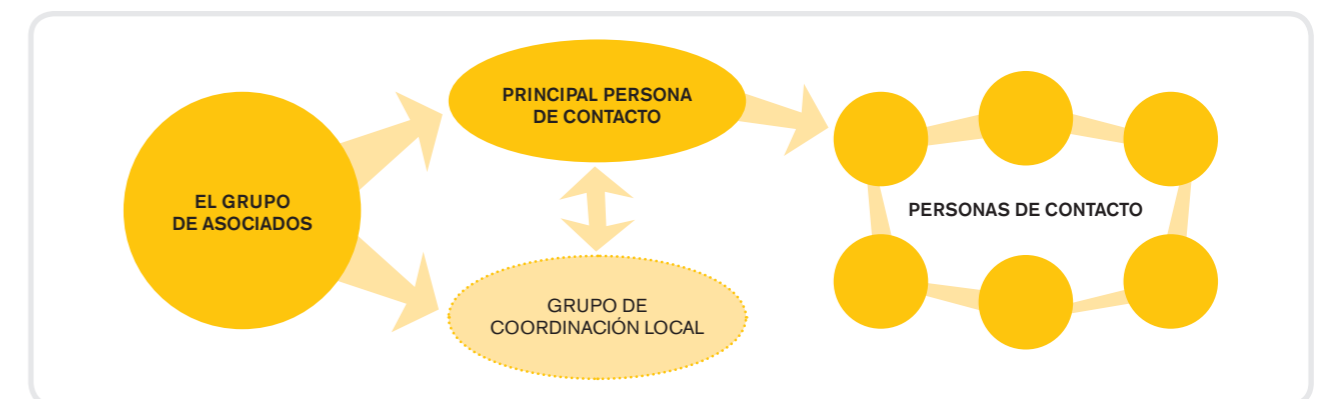 EL GRUPO
DE ASOCIADOS
PRINCIPAL PERSONA
DE CONTACTO
GRUPO DE
COORDINACIÓN LOCAL
PERSONAS DE CONTACTO